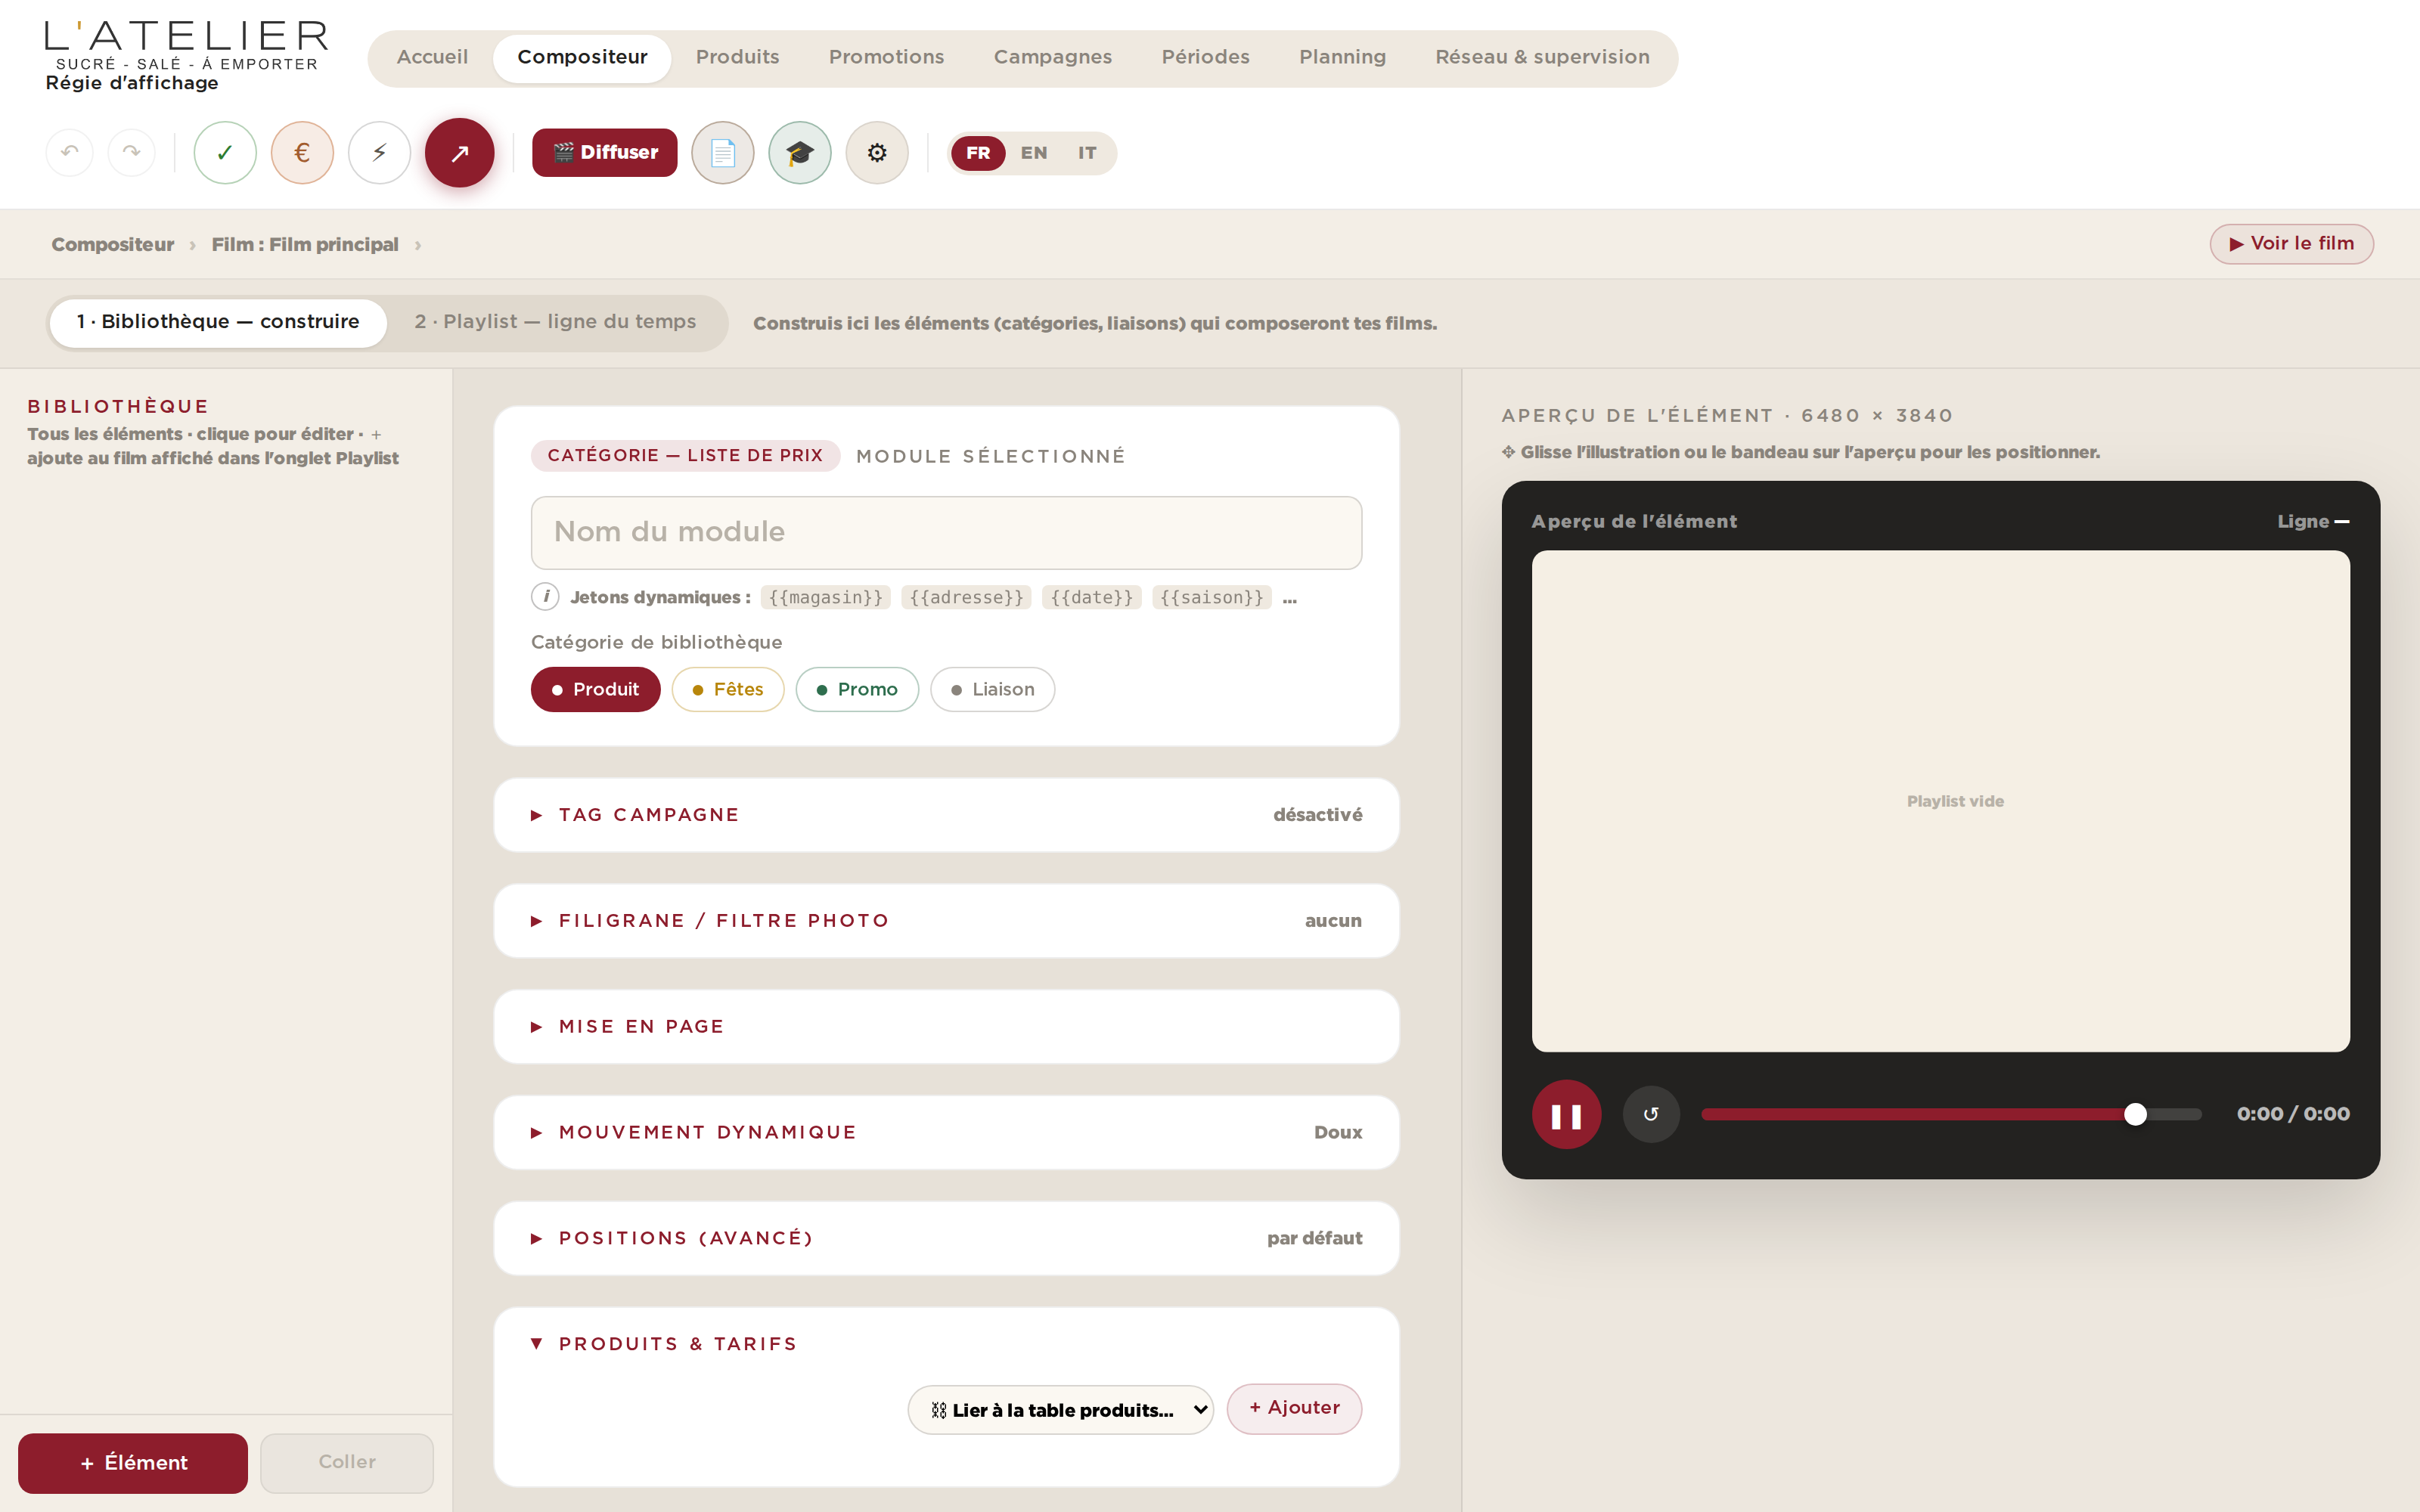 L'ATELIER
SUCRÉ - SALÉ - À EMPORTER
Régie d'affichage
Accueil
Compositeur
Produits
Promotions
Campagnes
Périodes
Planning
Réseau & supervision
↶
↷
✓
€
⚡
↗
🎬 Diffuser
📄
🎓
⚙
FR
EN
IT
Compositeur › Film : Film principal ›
▶ Voir le film
1 · Bibliothèque — construire
2 · Playlist — ligne du temps
Construis ici les éléments (catégories, liaisons) qui composeront tes films.
BIBLIOTHÈQUE
Tous les éléments · clique pour éditer · +
ajoute au film affiché dans l'onglet Playlist
+ Élément
Coller
CATÉGORIE — LISTE DE PRIX
MODULE SÉLECTIONNÉ
Nom du module
i Jetons dynamiques : {{magasin}} {{adresse}} {{date}} {{saison}} …
Catégorie de bibliothèque
Produit
Fêtes
Promo
Liaison
▶ TAG CAMPAGNE
désactivé
▶ FILIGRANE / FILTRE PHOTO
aucun
▶ MISE EN PAGE
▶ MOUVEMENT DYNAMIQUE
Doux
▶ POSITIONS (AVANCÉ)
par défaut
▼ PRODUITS & TARIFS
⛓ Lier à la table produits…
+ Ajouter
APERÇU DE L'ÉLÉMENT · 6480 × 3840
✥ Glisse l'illustration ou le bandeau sur l'aperçu pour les positionner.
Aperçu de l'élément
Ligne —
Playlist vide
❚❚
↺
0:00 / 0:00